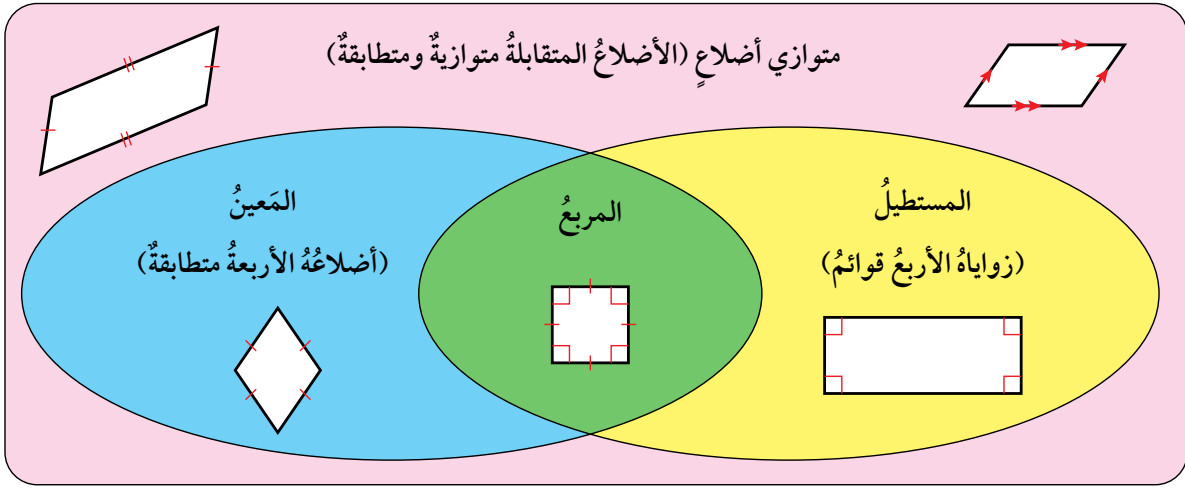 متوازي أضلاعٍ (الأضلاعُ المتقابلةُ متوازيةٌ ومتطابقةٌ)
المستطيلُ
(زواياهُ الأربعُ قوائمُ)
المربعُ
المَعينُ
(أضلاعُهُ الأربعةُ متطابقةٌ)